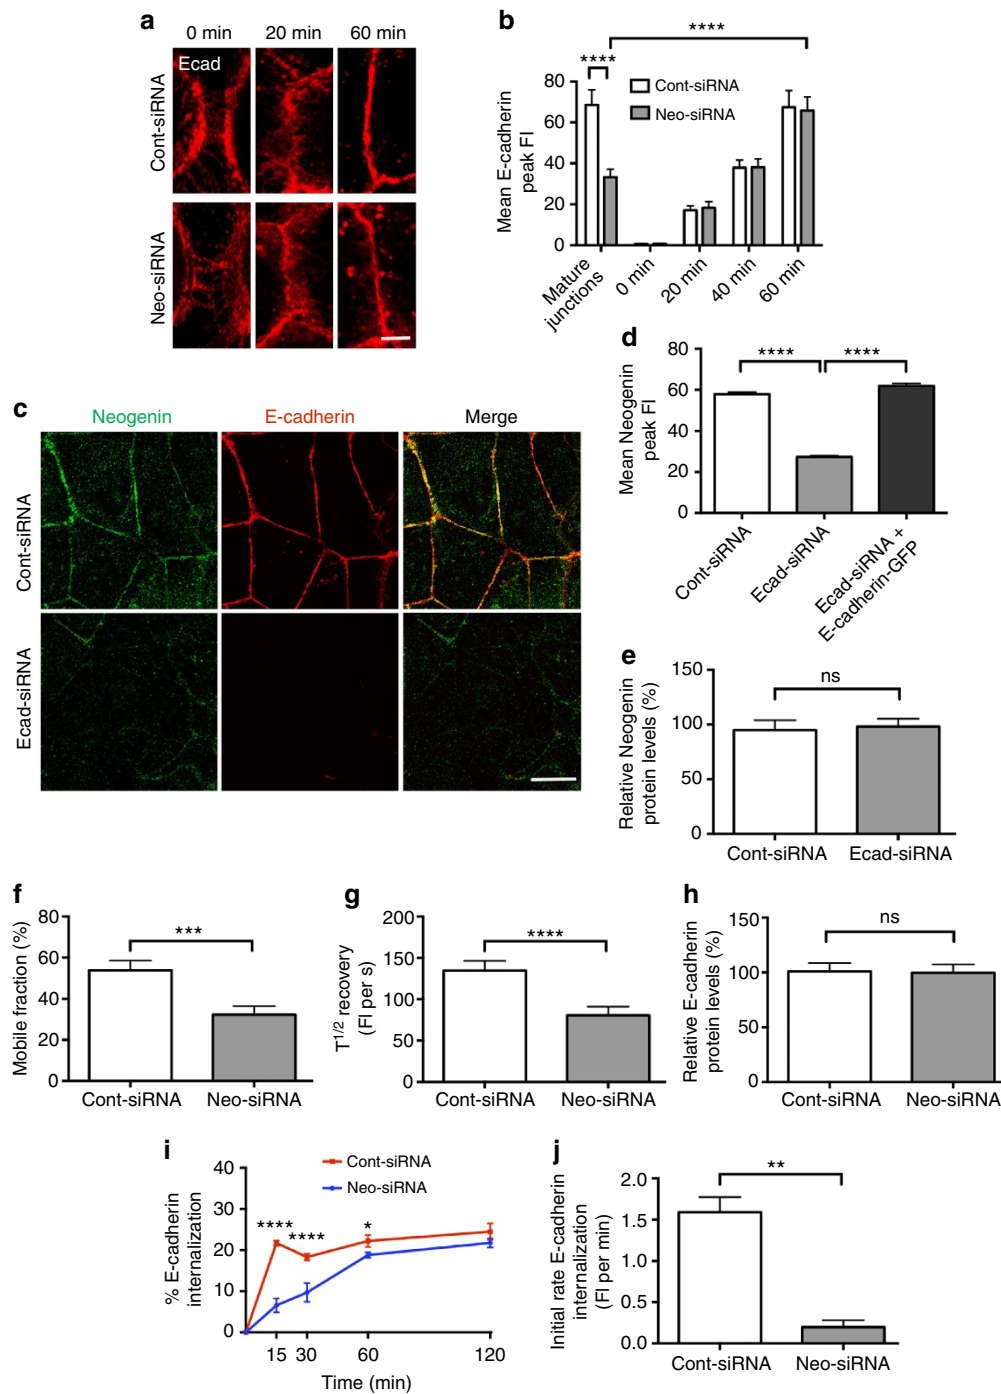 a
0 min 20 min 60 min
Ecad
Cont-siRNA
Neo-siRNA
b
****
****
Cont-siRNA
Neo-siRNA
Mean E-cadherin
peak FI
80
60
40
20
0
Mature
junctions
0 min
20 min
40 min
60 min
c
Neogenin E-cadherin Merge
Cont-siRNA
Ecad-siRNA
d
**** ****
Mean Neogenin
peak FI
80
60
40
20
0
Cont-siRNA
Ecad-siRNA
Ecad-siRNA +
E-cadherin-GFP
e
ns
Relative Neogenin
protein levels (%)
150
100
50
0
Cont-siRNA Ecad-siRNA
f
***
Mobile fraction (%)
80
60
40
20
0
Cont-siRNA Neo-siRNA
g
****
T1/2 recovery
(FI per s)
200
150
100
50
0
Cont-siRNA Neo-siRNA
h
ns
Relative E-cadherin
protein levels (%)
150
100
50
0
Cont-siRNA Neo-siRNA
i
Cont-siRNA
Neo-siRNA
**** **** *
% E-cadherin
internalization
40
30
20
10
0
15 30 60 120
Time (min)
j
**
Initial rate E-cadherin
internalization
(FI per min)
2.0
1.5
1.0
0.5
0.0
Cont-siRNA Neo-siRNA